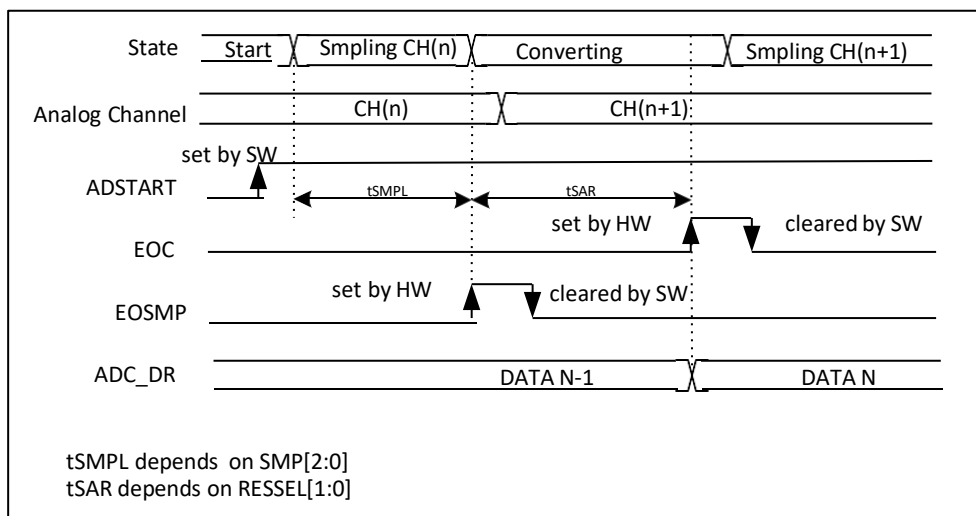 State Start Smpling CH(n) Converting Smpling CH(n+1)
Analog Channel CH(n) CH(n+1)
set by SW
ADSTART
tSMPL tSAR
set by HW cleared by SW
EOC
set by HW cleared by SW
EOSMP
ADC_DR DATA N-1 DATA N
tSMPL depends on SMP[2:0]
tSAR depends on RESSEL[1:0]